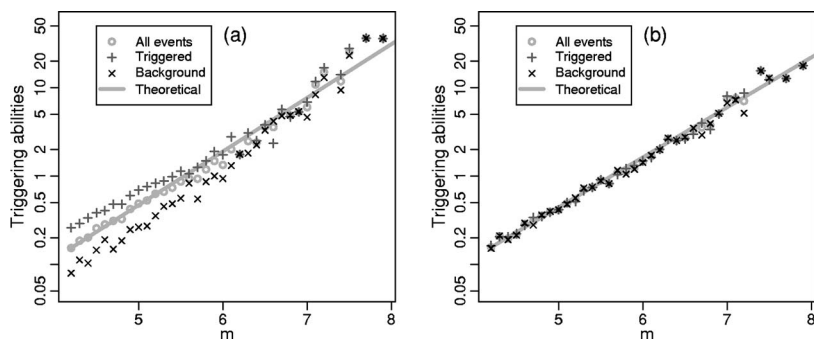 (a)
All events
Triggered
Background
Theoretical
Triggering abilities
50
20
10
5
2
1
0.5
0.2
0.05
5
6
7
8
m
(b)
All events
Triggered
Background
Theoretical
Triggering abilities
50
20
10
5
2
1
0.5
0.2
0.05
5
6
7
8
m